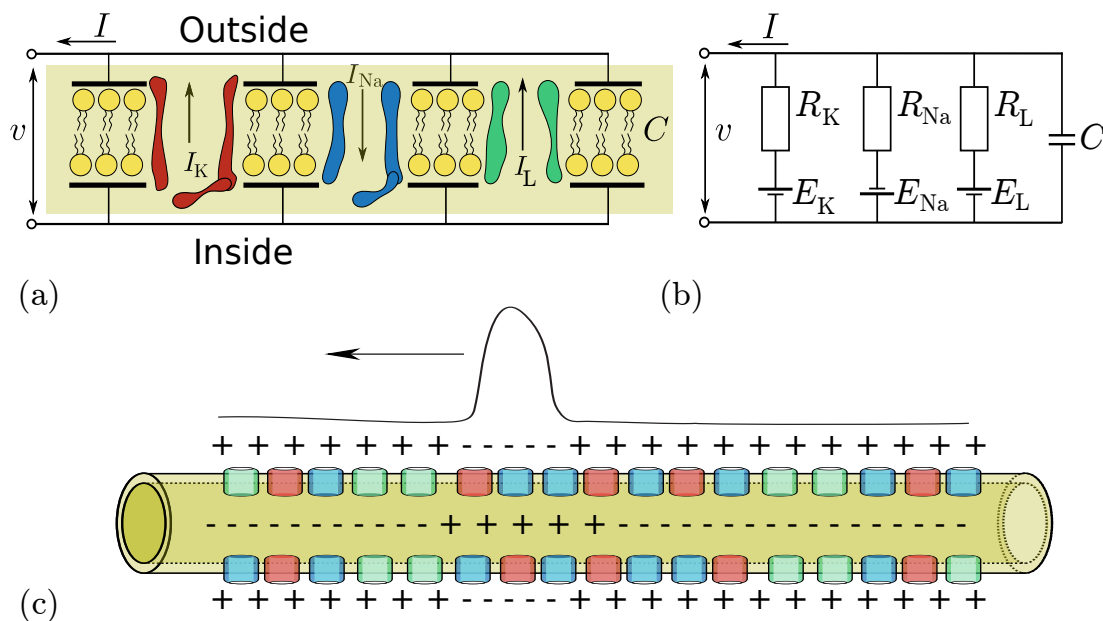 I Outside I
I_Na
v C
I_K I_L
Inside
(a)
v R_K R_Na R_L C
E_K E_Na E_L
(b)
+ + + + + + + - - - - - + + + + + + + + + + + +
- - - - - - - - - - - - + + + + + - - - - - - - - - - - - - - - - - -
+ + + + + + + - - - - - + + + + + + + + + + + +
(c)